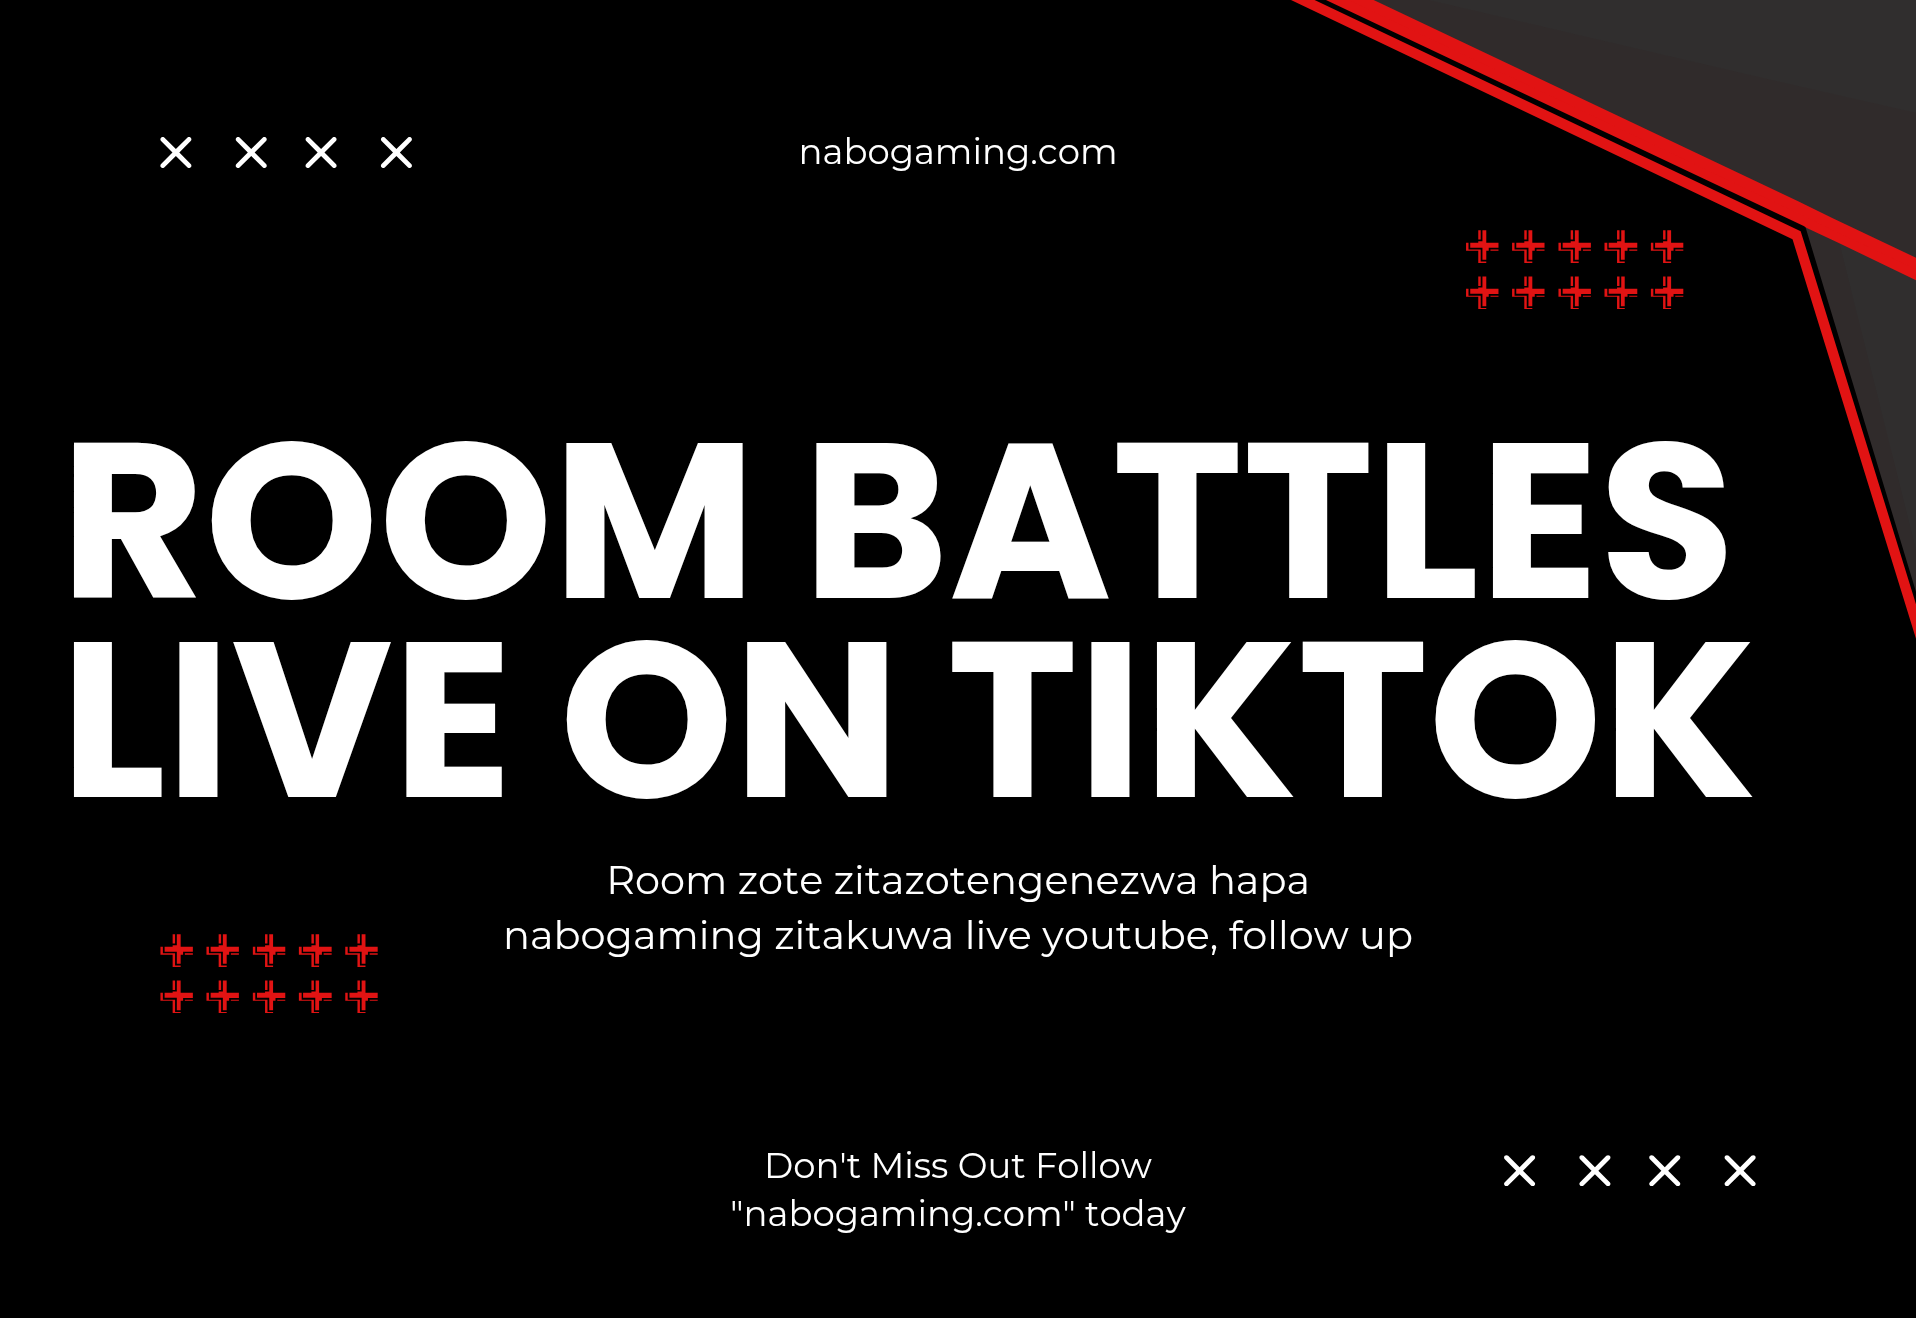 nabogaming.com
ROOM BATTLES
LIVE ON TIKTOK
Room zote zitazotengenezwa hapa
nabogaming zitakuwa live youtube, follow up
Don't Miss Out Follow
"nabogaming.com" today